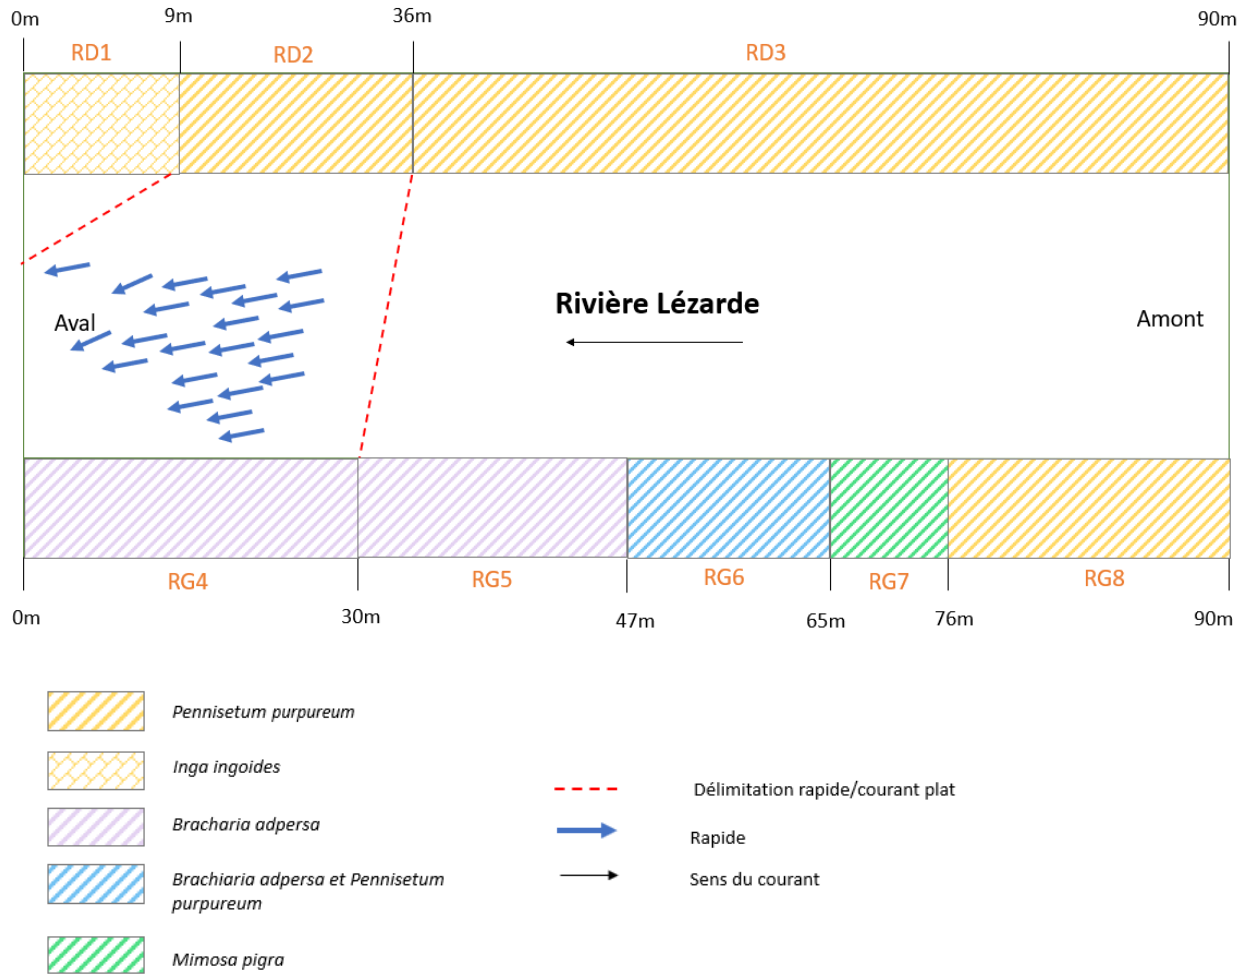 0m 9m 36m 90m
RD1 RD2 RD3
Rivière Lézarde
Aval
Amont
RG4 RG5 RG6 RG7 RG8
0m 30m 47m 65m 76m 90m
Pennisetum purpureum
Inga ingoides
Bracharia adpersa
Brachiaria adpersa et Pennisetum
purpureum
Mimosa pigra
Délimitation rapide/courant plat
Rapide
Sens du courant